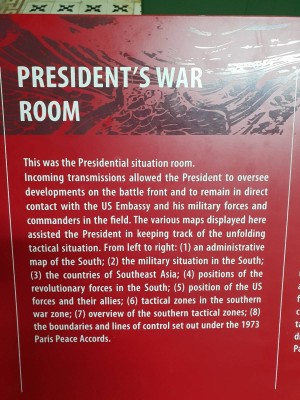 PRESIDENT'S WAR
ROOM
This was the Presidential situation room.
Incoming transmissions allowed the President to oversee
developments on the battle front and to remain in direct
contact with the US Embassy and his military forces and
commanders in the field. The various maps displayed here
assisted the President in keeping track of the unfolding
tactical situation. From left to right: (1) an administrative
map of the South; (2) the military situation in the South;
(3) the countries of Southeast Asia; (4) positions of the
revolutionary forces in the South; (5) position of the US
forces and their allies; (6) tactical zones in the southern
war zone; (7) overview of the southern tactical zones; (8)
the boundaries and lines of control set out under the 1973
Paris Peace Accords.